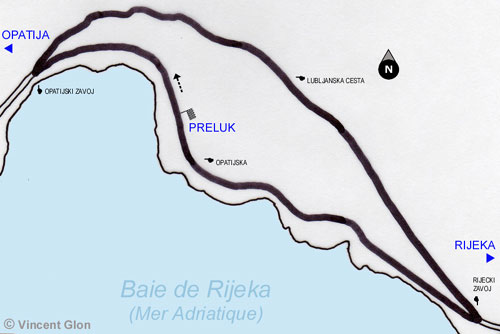 OPATIJA
N
LUBLJANSKA CESTA
OPATIJSKI ZAVOJ
PRELUK
OPATIJSKA
RIJEKA
RIJECKI
ZAVOJ
Baie de Rijeka
(Mer Adriatique)
© Vincent Glon